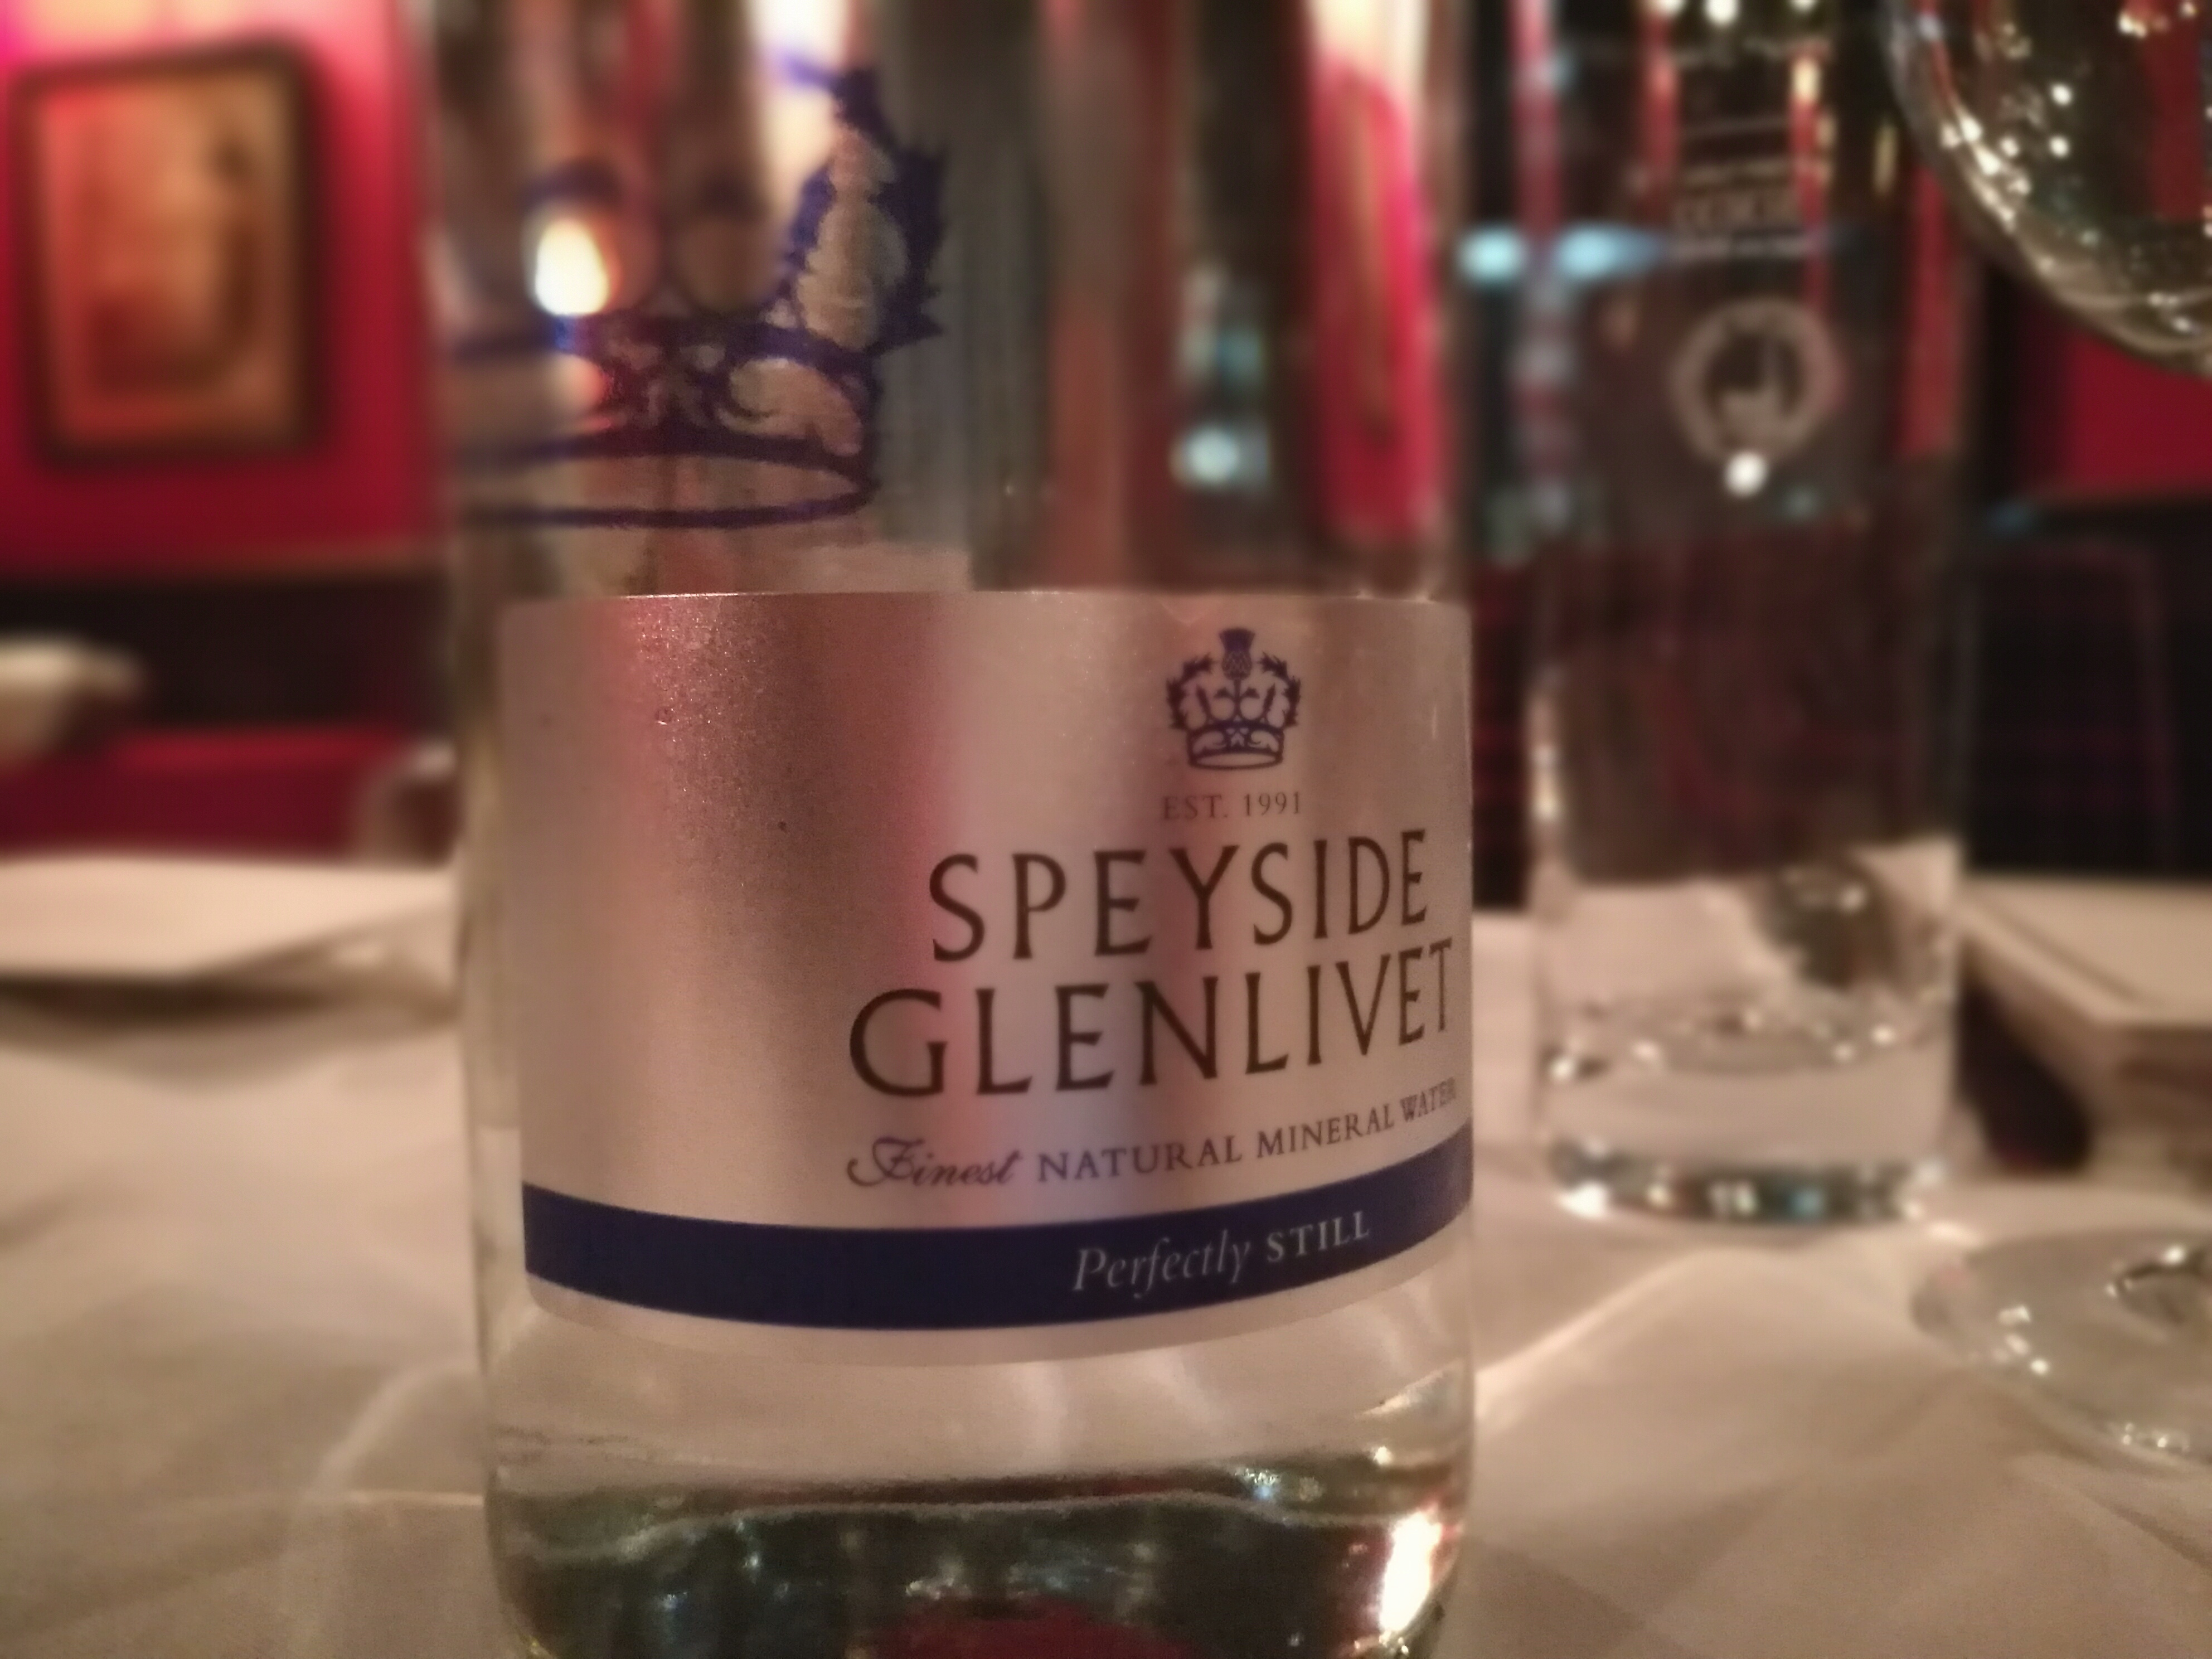 EST. 1991
SPEYSIDE
GLENLIVET
Finest NATURAL MINERAL WATER
Perfectly STILL